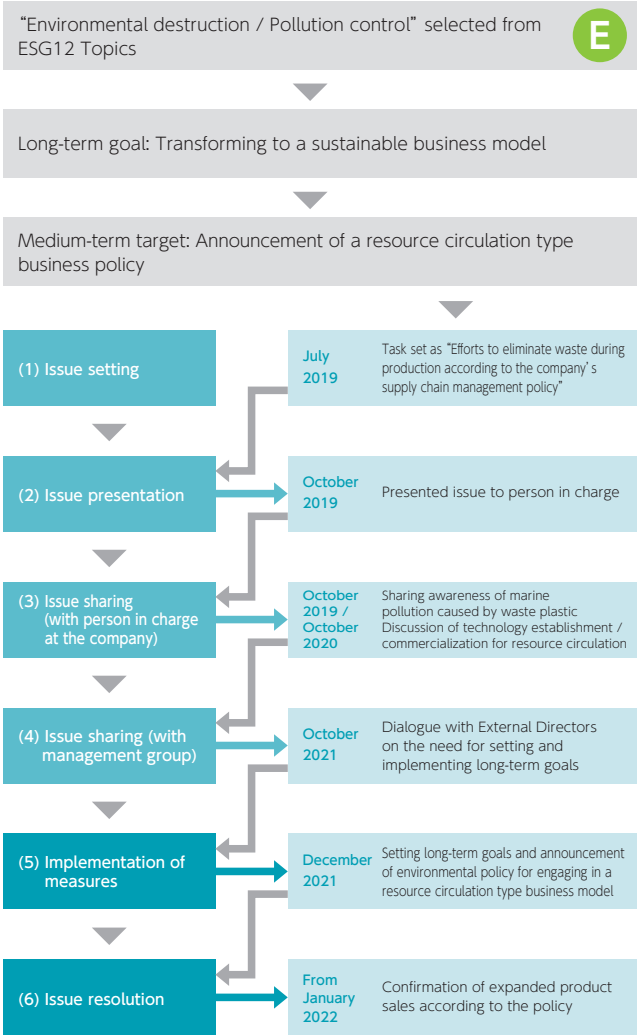 “Environmental destruction / Pollution control” selected from
ESG12 Topics
E
Long-term goal: Transforming to a sustainable business model
Medium-term target: Announcement of a resource circulation type
business policy
(1) Issue setting
July
2019
Task set as “Efforts to eliminate waste during
production according to the company’s
supply chain management policy”
(2) Issue presentation
October
2019
Presented issue to person in charge
(3) Issue sharing
(with person in charge
at the company)
October
2019 /
October
2020
Sharing awareness of marine
pollution caused by waste plastic
Discussion of technology establishment /
commercialization for resource circulation
(4) Issue sharing (with
management group)
October
2021
Dialogue with External Directors
on the need for setting and
implementing long-term goals
(5) Implementation of
measures
December
2021
Setting long-term goals and announcement
of environmental policy for engaging in a
resource circulation type business model
(6) Issue resolution
From
January
2022
Confirmation of expanded product
sales according to the policy